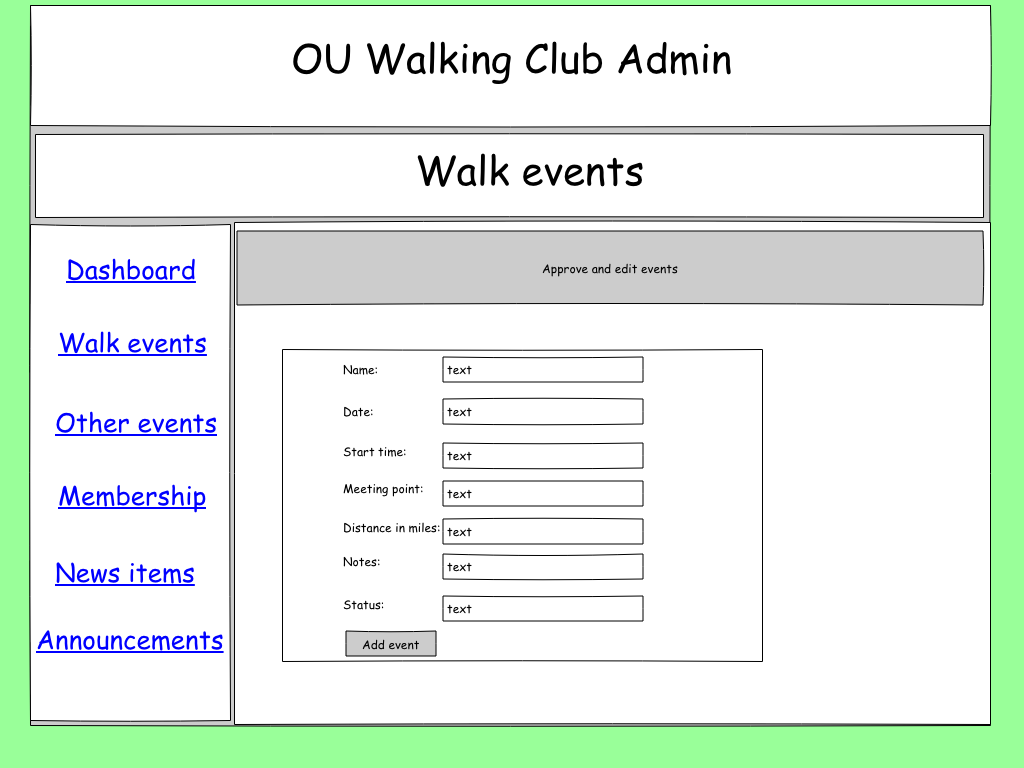 OU Walking Club Admin
Walk events
Dashboard
Walk events
Other events
Membership
News items
Announcements
Approve and edit events
Name: text
Date: text
Start time: text
Meeting point: text
Distance in miles: text
Notes: text
Status: text
Add event